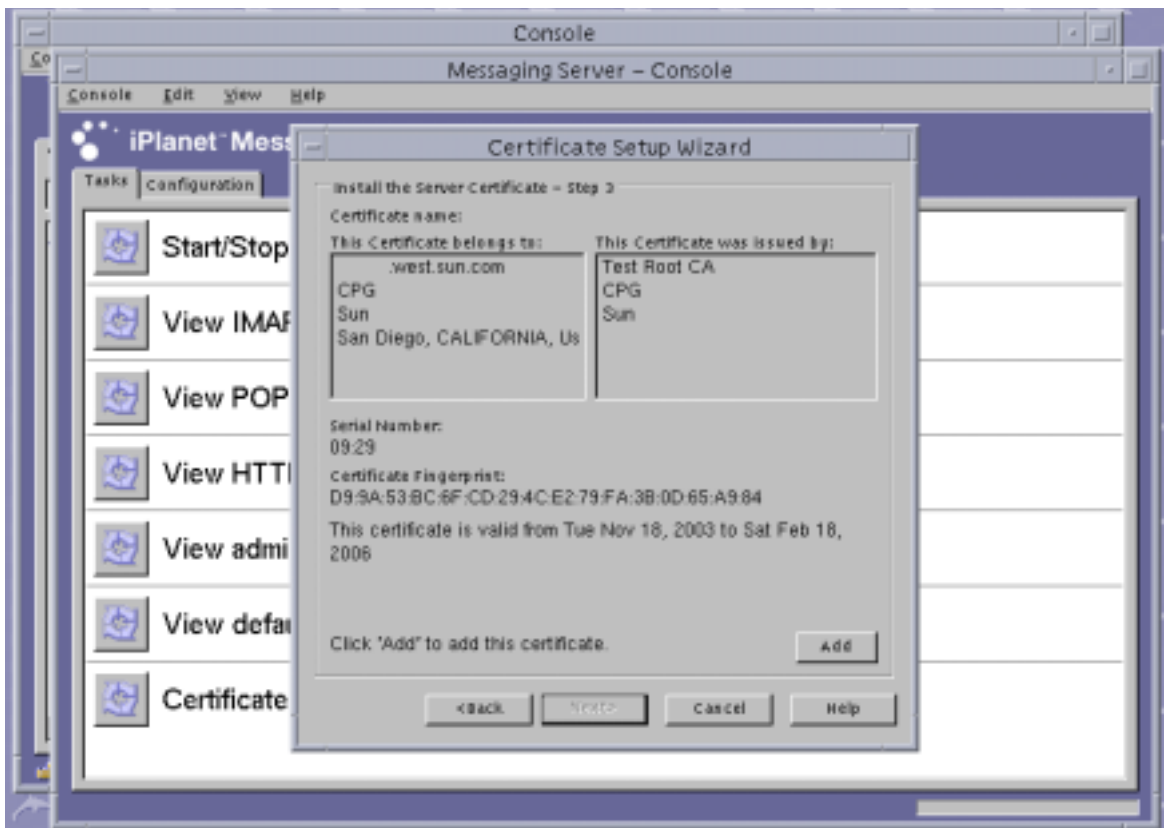 Console
Co
Messaging Server – Console
Console Edit View Help
iPlanet Mess
Tasks Configuration
Start/Stop
View IMAP
View POP
View HTTP
View admi
View defau
Certificate
Certificate Setup Wizard
Install the Server Certificate – Step 3
Certificate name:
This Certificate belongs to:
.west.sun.com
CPG
Sun
San Diego, CALIFORNIA, Us
This Certificate was issued by:
Test Root CA
CPG
Sun
Serial Number:
09:29
Certificate Fingerprint:
D9:9A:53:BC:6F:CD:29:4C:E2:79:FA:3B:0D:65:A9:84
This certificate is valid from Tue Nov 18, 2003 to Sat Feb 18,
2006
Click "Add" to add this certificate.
Add
<Back Next> Cancel Help